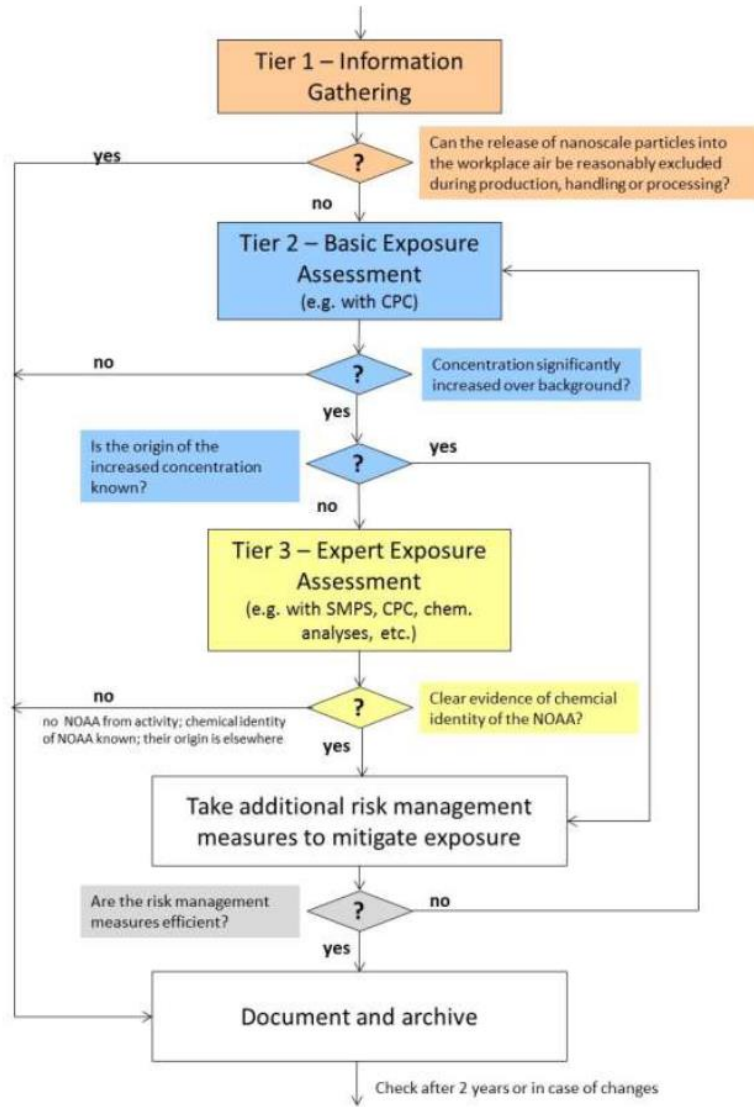 Tier 1 – Information
Gathering
yes
?
Can the release of nanoscale particles into
the workplace air be reasonably excluded
during production, handling or processing?
no
Tier 2 – Basic Exposure
Assessment
(e.g. with CPC)
no
?
Concentration significantly
increased over background?
yes
Is the origin of the
increased concentration
known?
?
yes
no
Tier 3 – Expert Exposure
Assessment
(e.g. with SMPS, CPC, chem.
analyses, etc.)
no
no NOAA from activity; chemical identity
of NOAA known; their origin is elsewhere
?
Clear evidence of chemcial
identity of the NOAA?
yes
Take additional risk management
measures to mitigate exposure
Are the risk management
measures efficient?
?
no
yes
Document and archive
Check after 2 years or in case of changes